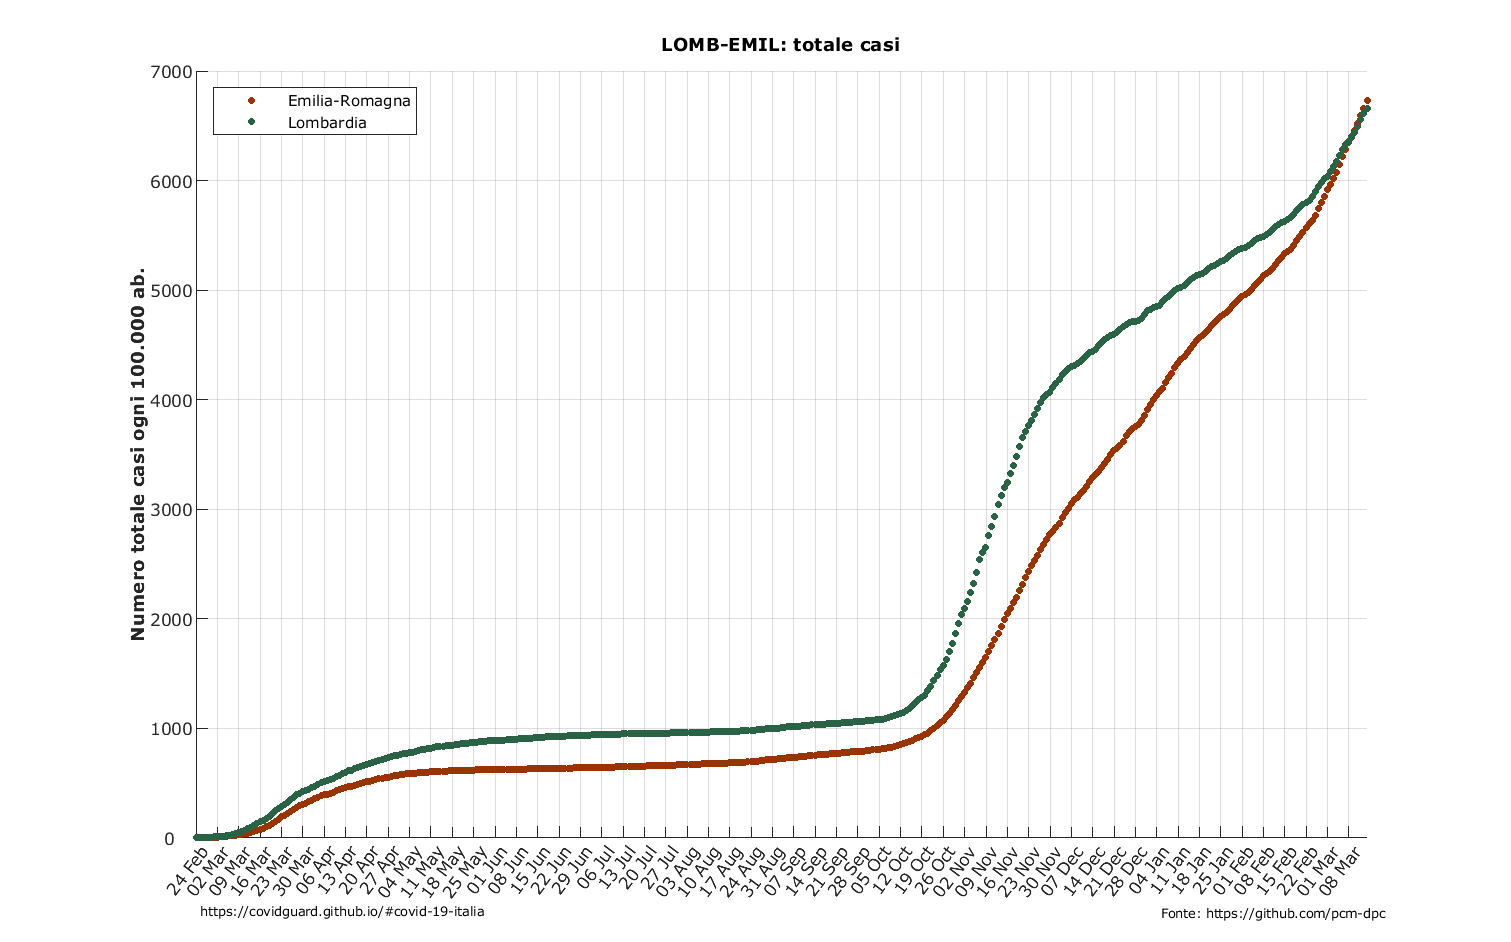 LOMB-EMIL: totale casi
Emilia-Romagna
Lombardia
Numero totale casi ogni 100.000 ab.
7000
6000
5000
4000
3000
2000
1000
0
24 Feb
02 Mar
09 Mar
16 Mar
23 Mar
30 Mar
06 Apr
13 Apr
20 Apr
27 Apr
04 May
11 May
18 May
25 May
01 Jun
08 Jun
15 Jun
22 Jun
29 Jun
06 Jul
13 Jul
20 Jul
27 Jul
03 Aug
10 Aug
17 Aug
24 Aug
31 Aug
07 Sep
14 Sep
21 Sep
28 Sep
05 Oct
12 Oct
19 Oct
26 Oct
02 Nov
09 Nov
16 Nov
23 Nov
30 Nov
07 Dec
14 Dec
21 Dec
28 Dec
04 Jan
11 Jan
18 Jan
25 Jan
01 Feb
08 Feb
15 Feb
22 Feb
01 Mar
08 Mar
https://covidguard.github.io/#covid-19-italia
Fonte: https://github.com/pcm-dpc